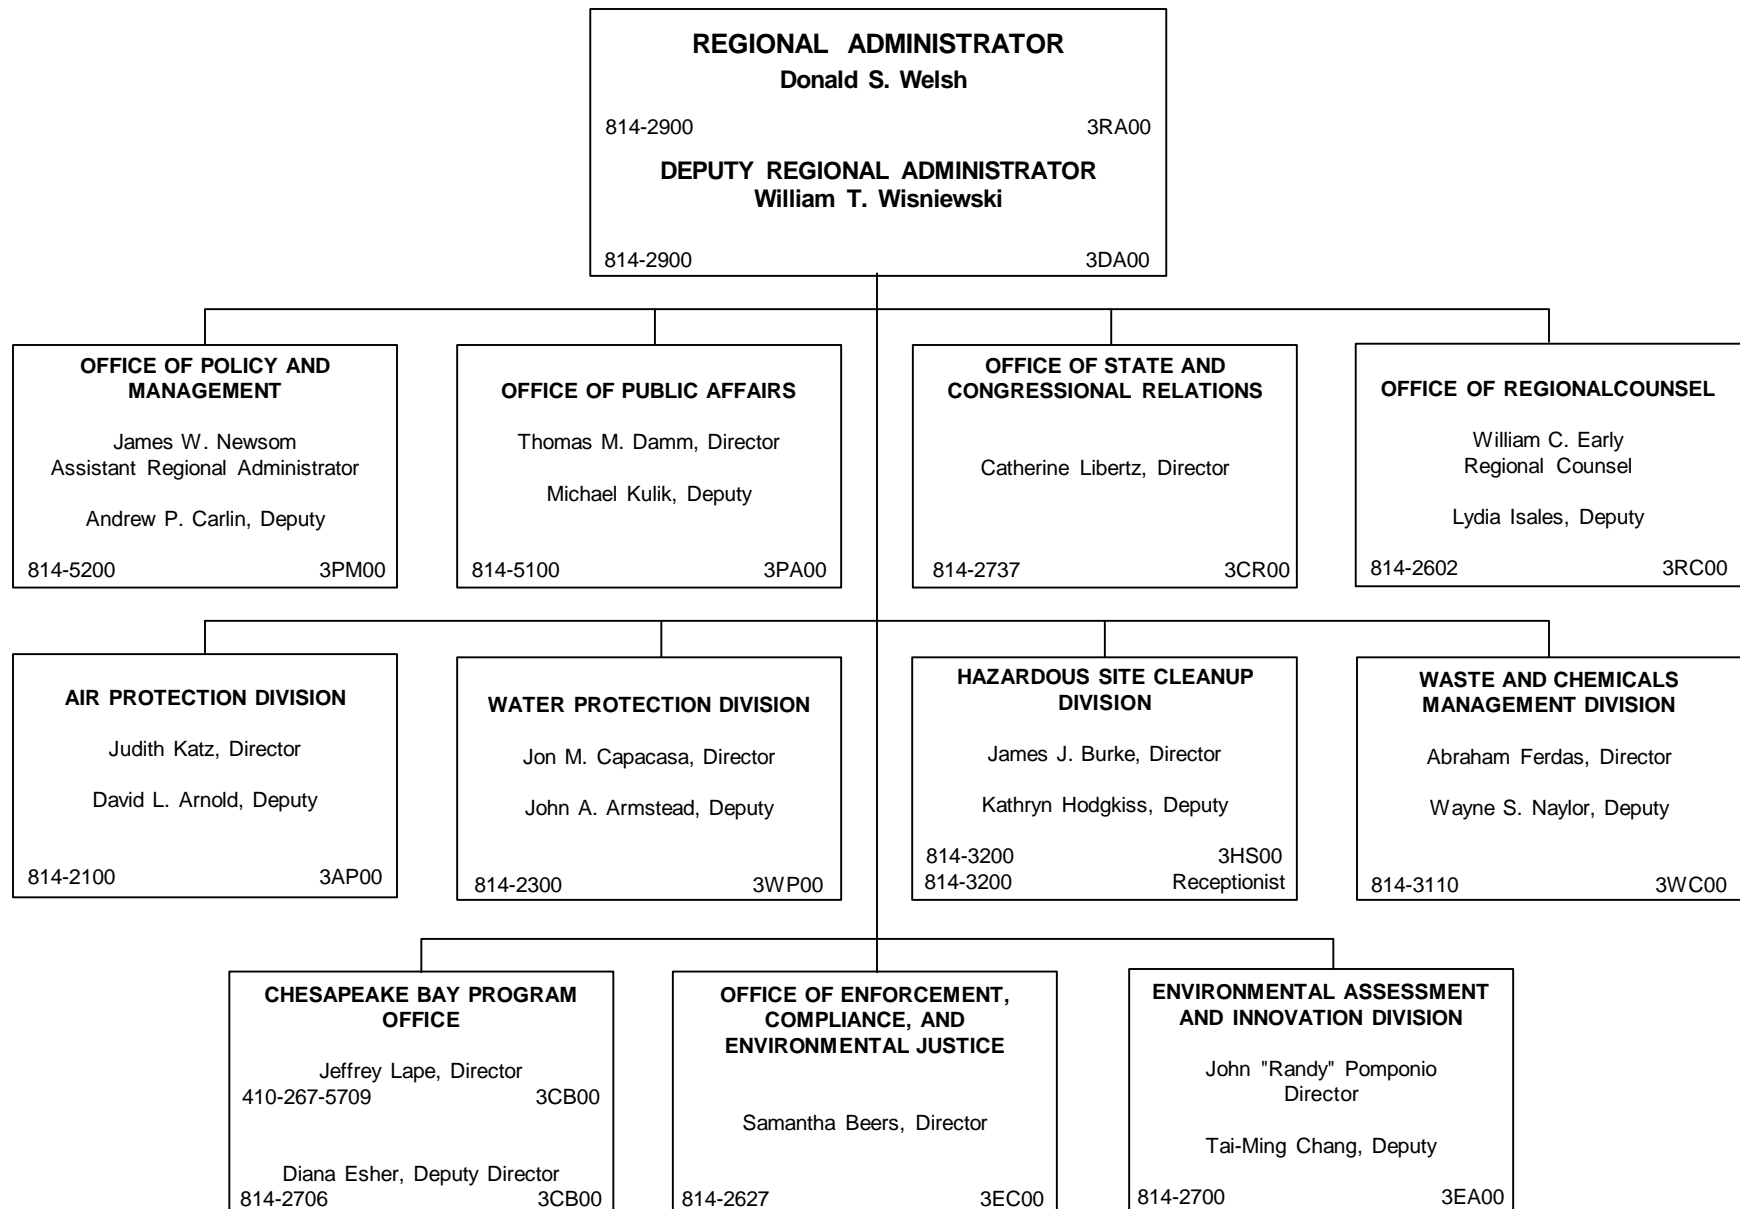 REGIONAL ADMINISTRATOR
Donald S. Welsh
814-2900 3RA00
DEPUTY REGIONAL ADMINISTRATOR
William T. Wisniewski
814-2900 3DA00
OFFICE OF POLICY AND
MANAGEMENT
James W. Newsom
Assistant Regional Administrator
Andrew P. Carlin, Deputy
814-5200 3PM00
OFFICE OF PUBLIC AFFAIRS
Thomas M. Damm, Director
Michael Kulik, Deputy
814-5100 3PA00
OFFICE OF STATE AND
CONGRESSIONAL RELATIONS
Catherine Libertz, Director
814-2737 3CR00
OFFICE OF REGIONALCOUNSEL
William C. Early
Regional Counsel
Lydia Isales, Deputy
814-2602 3RC00
AIR PROTECTION DIVISION
Judith Katz, Director
David L. Arnold, Deputy
814-2100 3AP00
WATER PROTECTION DIVISION
Jon M. Capacasa, Director
John A. Armstead, Deputy
814-2300 3WP00
HAZARDOUS SITE CLEANUP
DIVISION
James J. Burke, Director
Kathryn Hodgkiss, Deputy
814-3200 3HS00
814-3200 Receptionist
WASTE AND CHEMICALS
MANAGEMENT DIVISION
Abraham Ferdas, Director
Wayne S. Naylor, Deputy
814-3110 3WC00
CHESAPEAKE BAY PROGRAM
OFFICE
Jeffrey Lape, Director
410-267-5709 3CB00
Diana Esher, Deputy Director
814-2706 3CB00
OFFICE OF ENFORCEMENT,
COMPLIANCE, AND
ENVIRONMENTAL JUSTICE
Samantha Beers, Director
814-2627 3EC00
ENVIRONMENTAL ASSESSMENT
AND INNOVATION DIVISION
John "Randy" Pomponio
Director
Tai-Ming Chang, Deputy
814-2700 3EA00